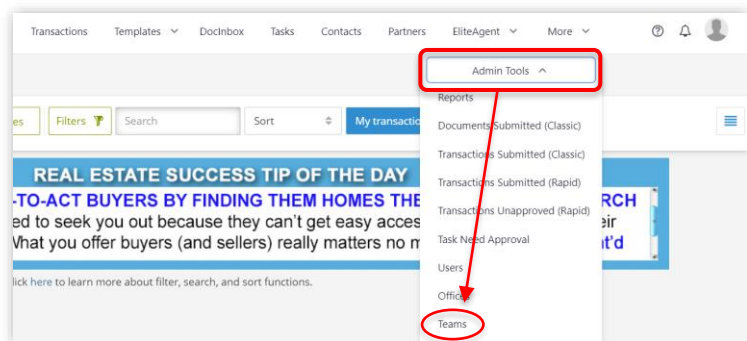 Transactions Templates DocInbox Tasks Contacts Partners EliteAgent More
Admin Tools
es Filters Search Sort My transactio
Reports
Documents Submitted (Classic)
Transactions Submitted (Classic)
Transactions Submitted (Rapid)
Transactions Unapproved (Rapid)
Task Need Approval
Users
Offices
Teams
REAL ESTATE SUCCESS TIP OF THE DAY
-TO-ACT BUYERS BY FINDING THEM HOMES THE RCH
ed to seek you out because they can't get easy acces eir
What you offer buyers (and sellers) really matters no m t'd
lick here to learn more about filter, search, and sort functions.